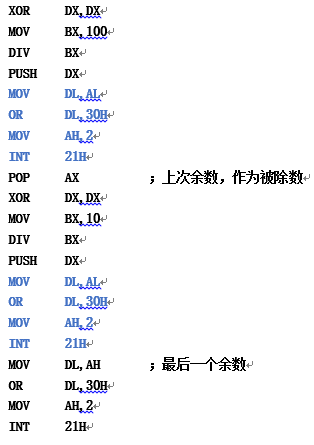 XOR DX,DX
MOV BX,100
DIV BX
PUSH DX
MOV DL,AL
OR DL,30H
MOV AH,2
INT 21H
POP AX ；上次余数，作为被除数
XOR DX,DX
MOV BX,10
DIV BX
PUSH DX
MOV DL,AL
OR DL,30H
MOV AH,2
INT 21H
MOV DL,AH ；最后一个余数
OR DL,30H
MOV AH,2
INT 21H